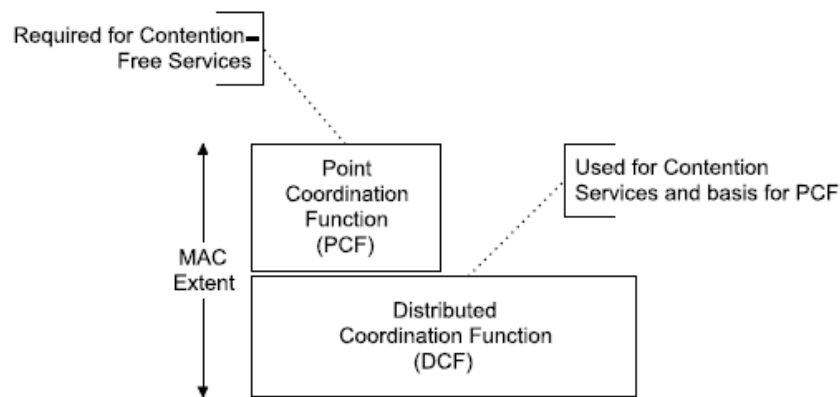 Required for Contention-
Free Services
Point
Coordination
Function
(PCF)
Used for Contention
Services and basis for PCF
MAC
Extent
Distributed
Coordination Function
(DCF)